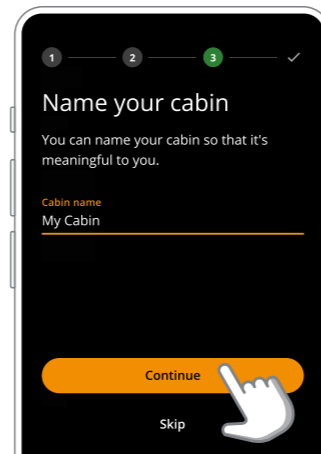 1 2 3
Name your cabin
You can name your cabin so that it's
meaningful to you.
Cabin name
My Cabin
Continue
Skip